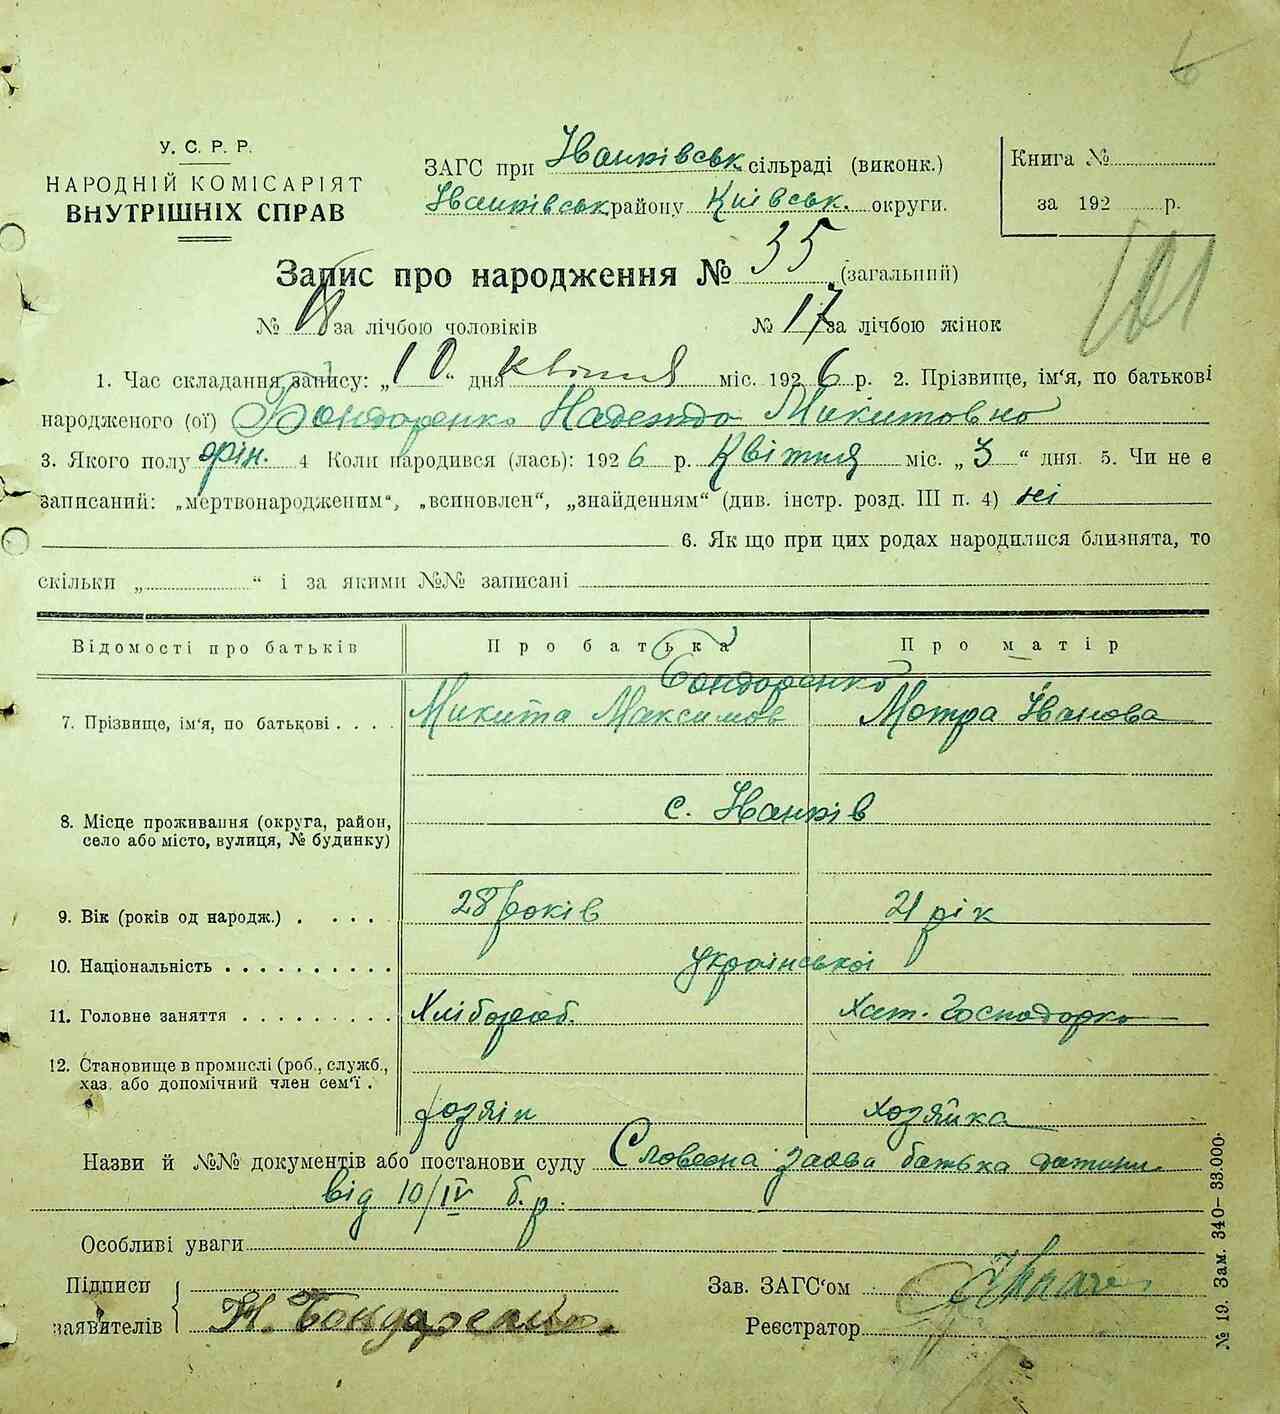 6
У. С. Р. Р.
НАРОДНІЙ КОМІСАРІЯТ
ВНУТРІШНІХ СПРАВ
ЗАГС при Іванківськ сільраді (виконк.)
Іванківськ району Київськ. округи.
Книга №
за 192 р.
Запис про народження № 35 (загальний)
№ 18 за лічбою чоловіків № 17 за лічбою жінок
101
1. Час складання запису: „10“ дня квітня міс. 1926 р. 2. Прізвище, ім'я, по батькові
народженого (ої) Бондаренко Надежда Микитовно
3. Якого полу жін. 4 Коли народився (лась): 1926 р. Квітня міс. „3“ дня. 5. Чи не є
записаний: „мертвонародженим“, „всиновлен“, „знайденням“ (див. інстр. розд. III п. 4) ні
6. Як що при цих родах народилися близнята, то
скільки „ “ і за якими №№ записані
Відомості про батьків Про батька Про матір
Бондаренко
7. Прізвище, ім'я, по батькові . . . . Микита Максимов Мотра Іванова
8. Місце проживання (округа, район,
село або місто, вулиця, № будинку)
с. Іванків
9. Вік (років од народж.) . . . . . 28 років 21 рік
10. Національність . . . . . . . . . . української
11. Головне заняття . . . . . . . . . Хлібороб. Хат. Господарко
12. Становище в промислі (роб., служб.,
хаз. або допомічний член сем'ї .
хозяїн хозяйка
Назви й №№ документів або постанови суду Словесна заява батька дитини
від 10/IV б.р.
Особливі уваги
Підписи
заявителів
Н. Бондаренко
Зав. ЗАГС'ом
Реєстратор
№ 19. Зам. 340–33.000.